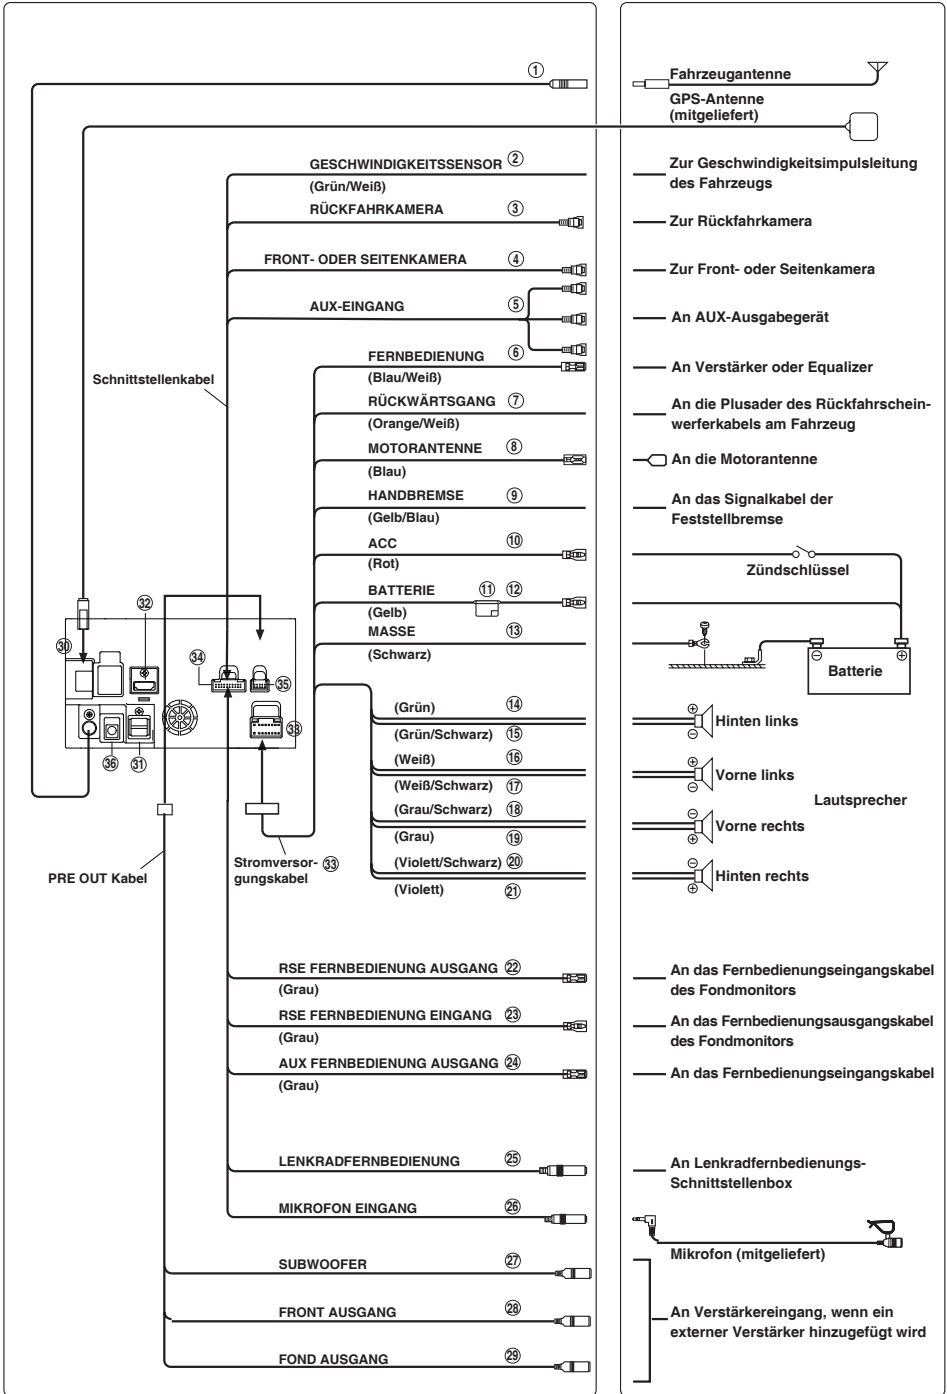 ①
Fahrzeugantenne
GPS-Antenne
(mitgeliefert)
GESCHWINDIGKEITSSENSOR ②
(Grün/Weiß)
Zur Geschwindigkeitsimpulsleitung
des Fahrzeugs
RÜCKFAHRKAMERA ③
Zur Rückfahrkamera
FRONT- ODER SEITENKAMERA ④
Zur Front- oder Seitenkamera
AUX-EINGANG ⑤
An AUX-Ausgabegerät
FERNBEDIENUNG ⑥
(Blau/Weiß)
An Verstärker oder Equalizer
Schnittstellenkabel
RÜCKWÄRTSGANG ⑦
(Orange/Weiß)
An die Plusader des Rückfahrschein-
werferkabels am Fahrzeug
MOTORANTENNE ⑧
(Blau)
An die Motorantenne
HANDBREMSE ⑨
(Gelb/Blau)
An das Signalkabel der
Feststellbremse
ACC ⑩
(Rot)
Zündschlüssel
BATTERIE ⑪ ⑫
(Gelb)
MASSE ⑬
(Schwarz)
⊖ ⊕
Batterie
㉜
㉚
㉞
㉟
㉝
㊱
㉛
(Grün) ⑭
(Grün/Schwarz) ⑮
⊕
Hinten links
⊖
(Weiß) ⑯
(Weiß/Schwarz) ⑰
⊕
Vorne links
⊖
Lautsprecher
(Grau/Schwarz) ⑱
(Grau) ⑲
⊖
Vorne rechts
⊕
(Violett/Schwarz) ⑳
(Violett) ㉑
⊖
Hinten rechts
⊕
PRE OUT Kabel
Stromversor-
gungskabel ㉝
RSE FERNBEDIENUNG AUSGANG ㉒
(Grau)
An das Fernbedienungseingangskabel
des Fondmonitors
RSE FERNBEDIENUNG EINGANG ㉓
(Grau)
An das Fernbedienungsausgangskabel
des Fondmonitors
AUX FERNBEDIENUNG AUSGANG ㉔
(Grau)
An das Fernbedienungseingangskabel
LENKRADFERNBEDIENUNG ㉕
An Lenkradfernbedienungs-
Schnittstellenbox
MIKROFON EINGANG ㉖
Mikrofon (mitgeliefert)
SUBWOOFER ㉗
FRONT AUSGANG ㉘
An Verstärkereingang, wenn ein
externer Verstärker hinzugefügt wird
FOND AUSGANG ㉙